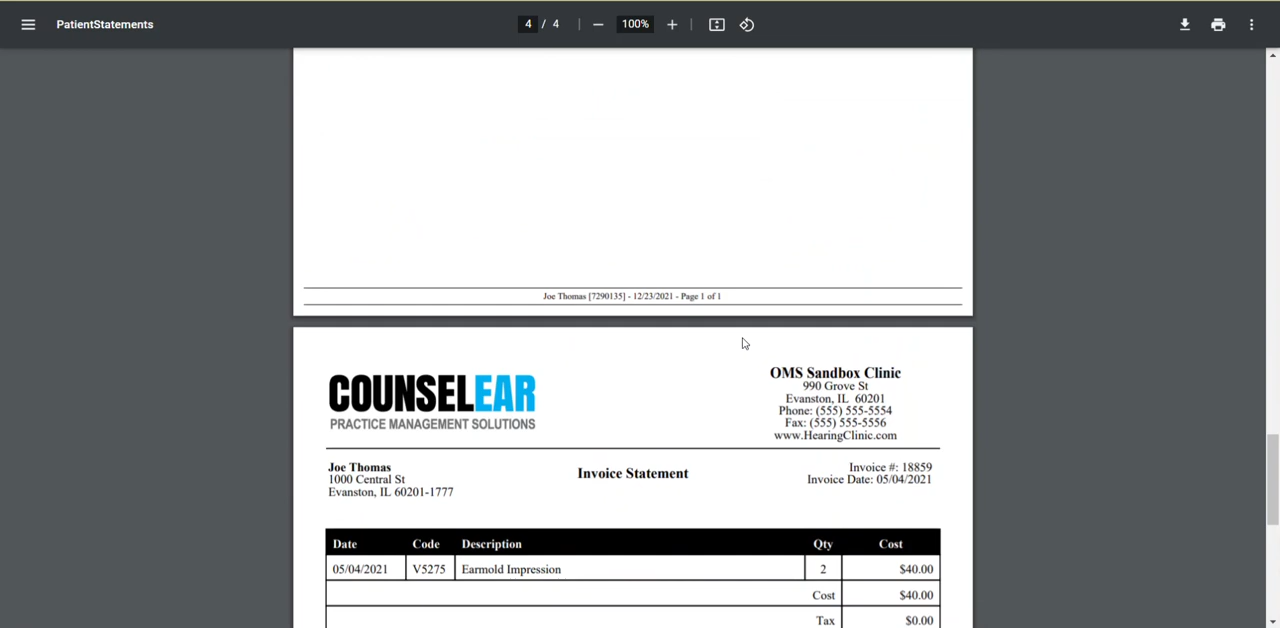 PatientStatements
4 / 4
100%
Joe Thomas [7290135] - 12/23/2021 - Page 1 of 1
COUNSELEAR
PRACTICE MANAGEMENT SOLUTIONS
OMS Sandbox Clinic
990 Grove St
Evanston, IL 60201
Phone: (555) 555-5554
Fax: (555) 555-5556
www.HearingClinic.com
Joe Thomas
1000 Central St
Evanston, IL 60201-1777
Invoice Statement
Invoice #: 18859
Invoice Date: 05/04/2021
Date Code Description Qty Cost
05/04/2021 V5275 Earmold Impression 2 $40.00
Cost $40.00
Tax $0.00